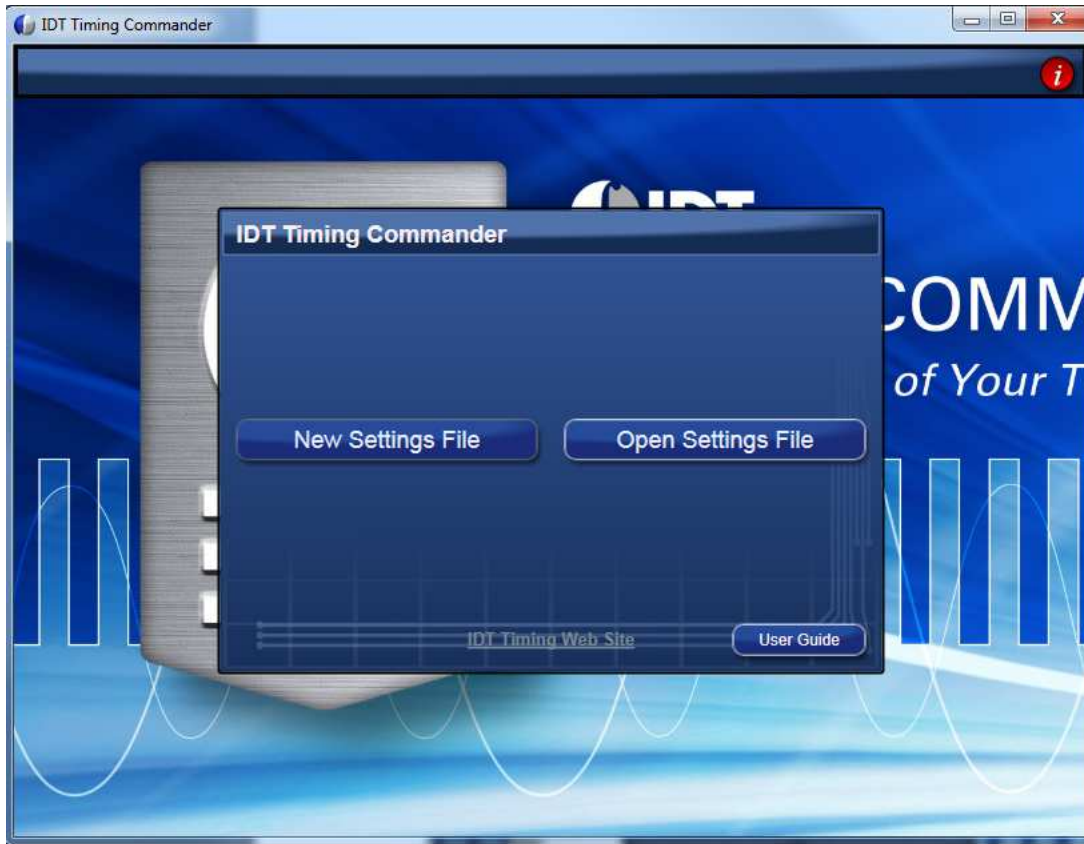 IDT Timing Commander
i
IDT
IDT Timing Commander
COMM
of Your T
New Settings File
Open Settings File
IDT Timing Web Site
User Guide